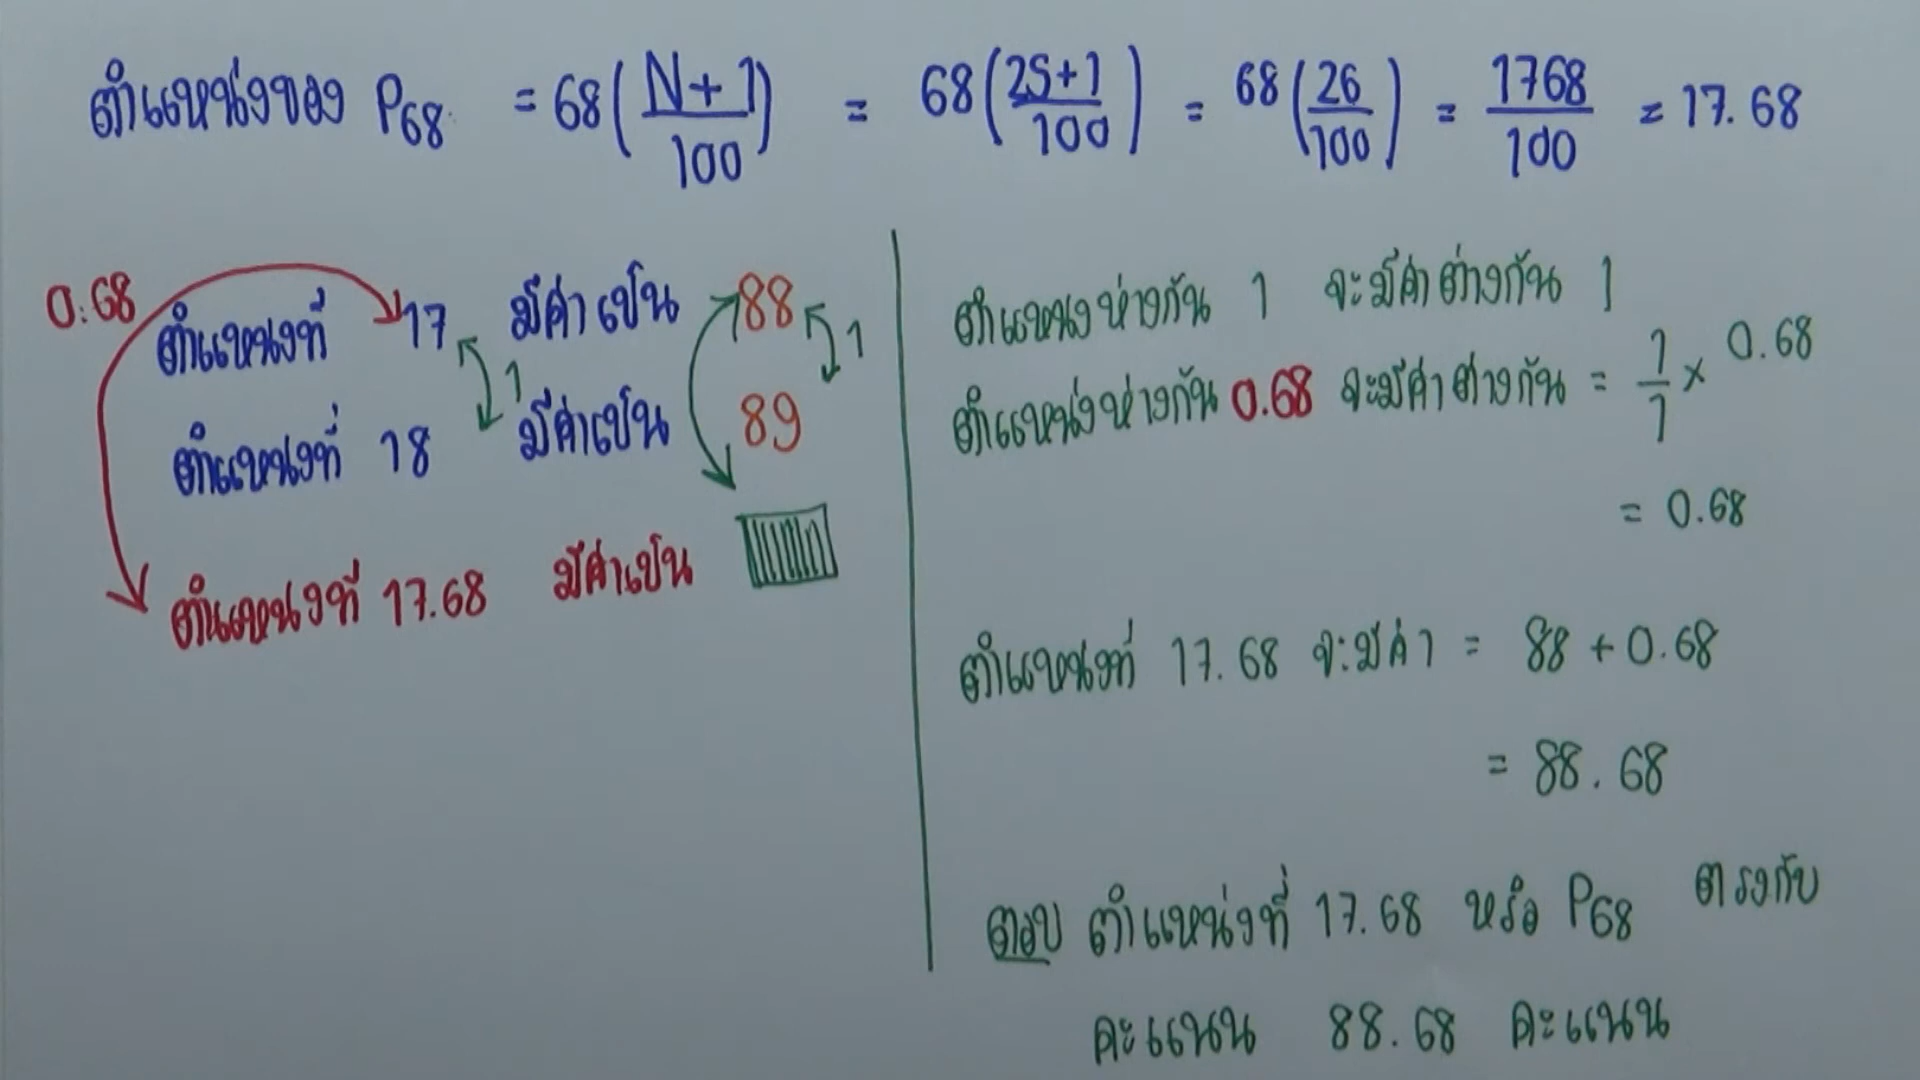 ตำแหน่งของ P68 = 68(N+1/100) = 68(25+1/100) = 68(26/100) = 1768/100 = 17.68
0.68
ตำแหนงที่ 17 มีค่าเป็น 88
1 1
ตำแหนงที่ 18 มีค่าเป็น 89
ตำแหนงที่ 17.68 มีค่าเป็น
ตำแหนงห่างกัน 1 จะมีค่าต่างกัน 1
ตำแหน่งห่างกัน 0.68 จะมีค่าต่างกัน = 1/1 × 0.68
= 0.68
ตำแหนงที่ 17.68 จะมีค่า = 88 + 0.68
= 88.68
ตอบ ตำแหน่งที่ 17.68 หรือ P68 ตรงกับ
คะแนน 88.68 คะแนน